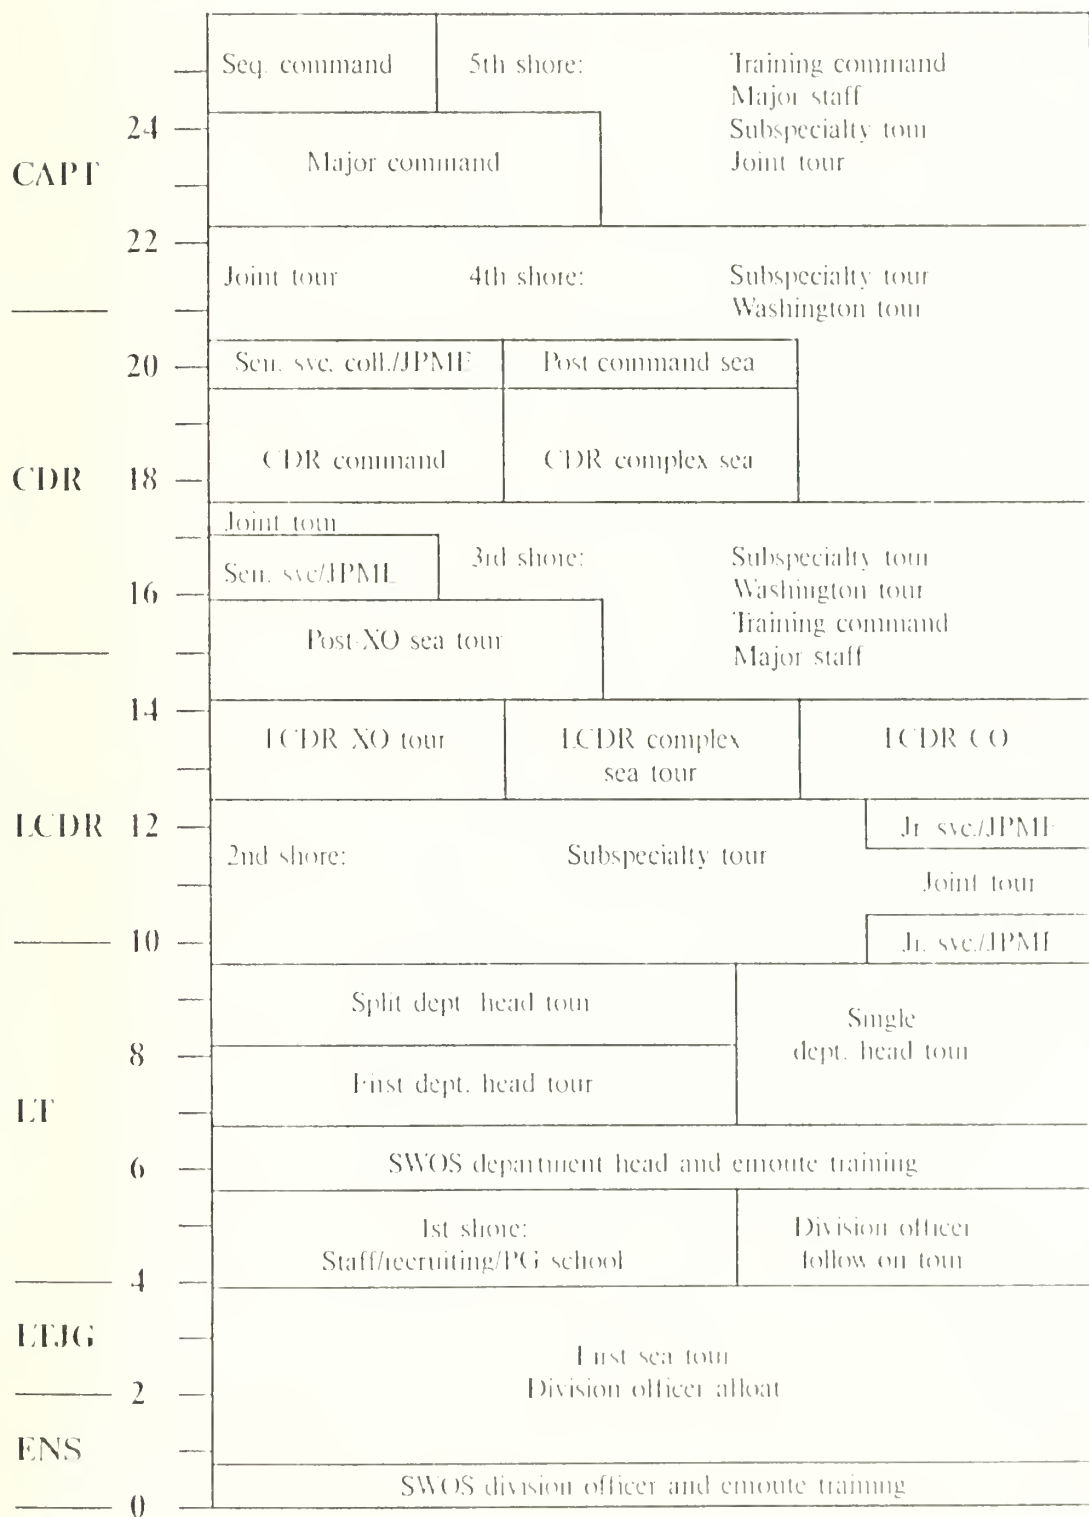 Seq. command 5th shore: Training command
Major staff
24 Subspecialty tour
CAPT Major command Joint tour
22
Joint tour 4th shore: Subspecialty tour
Washington tour
20 Sen. svc. coll./JPME Post command sea
CDR 18 CDR command CDR complex sea
Joint tour
3rd shore: Subspecialty tour
Sen. svc/JPME
16 Washington tour
Training command
Post-XO sea tour Major staff
14
LCDR XO tour LCDR complex LCDR CO
sea tour
LCDR 12 Jr. svc./JPME
2nd shore: Subspecialty tour
Joint tour
10 Jr. svc./JPME
Split dept. head tour Single
8 dept. head tour
First dept. head tour
LT
6 SWOS department head and enroute training
1st shore: Division officer
Staff/recruiting/PG school follow on tour
4
LTJG
First sea tour
2 Division officer afloat
ENS
SWOS division officer and enroute training
0